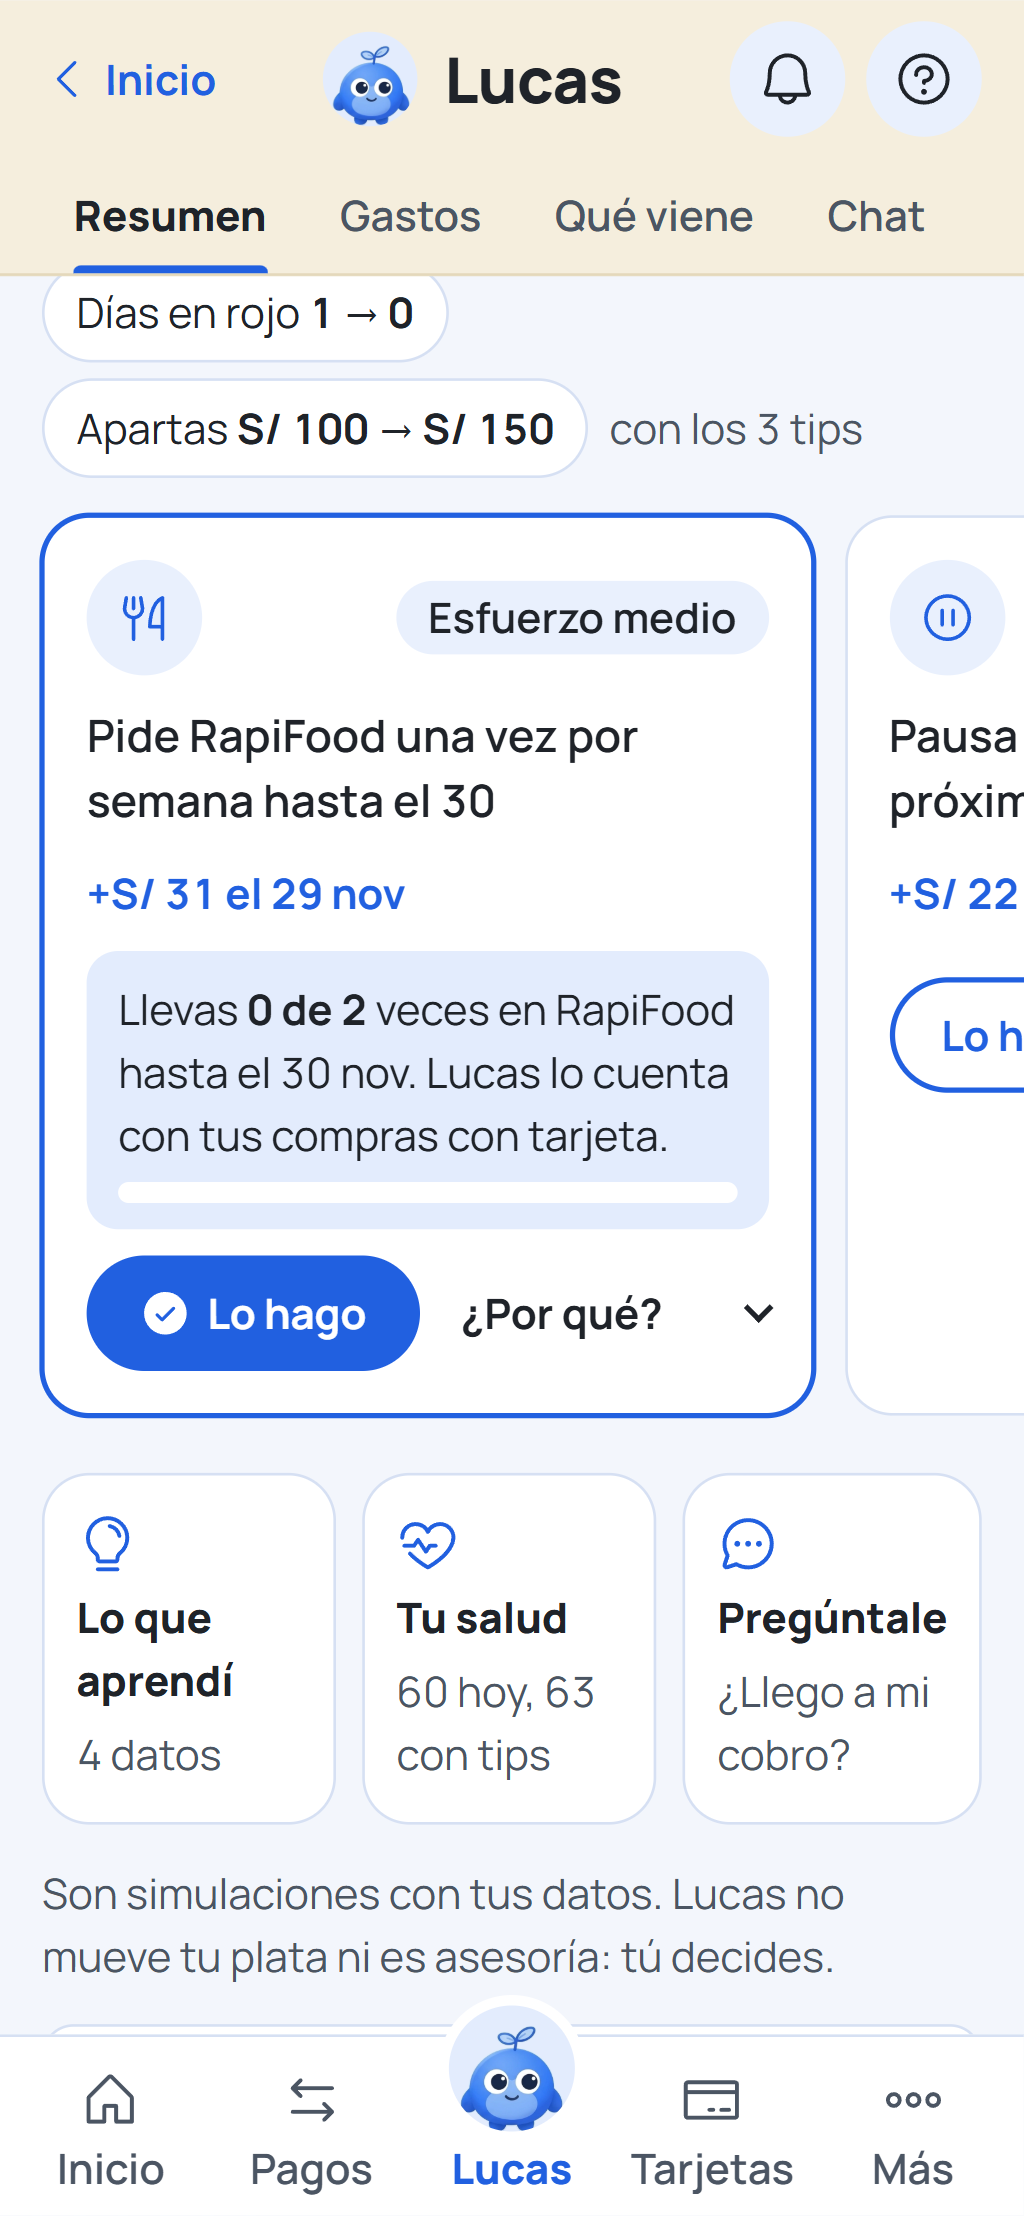 Inicio
Lucas
Resumen
Gastos
Qué viene
Chat
Días en rojo 1 → 0
Apartas S/ 100 → S/ 150
con los 3 tips
Esfuerzo medio
Pide RapiFood una vez por
semana hasta el 30
+S/ 31 el 29 nov
Llevas 0 de 2 veces en RapiFood
hasta el 30 nov. Lucas lo cuenta
con tus compras con tarjeta.
Lo hago
¿Por qué?
Pausa
próxim
+S/ 22
Lo h
Lo que
aprendí
4 datos
Tu salud
60 hoy, 63
con tips
Pregúntale
¿Llego a mi
cobro?
Son simulaciones con tus datos. Lucas no
mueve tu plata ni es asesoría: tú decides.
Inicio
Pagos
Lucas
Tarjetas
Más